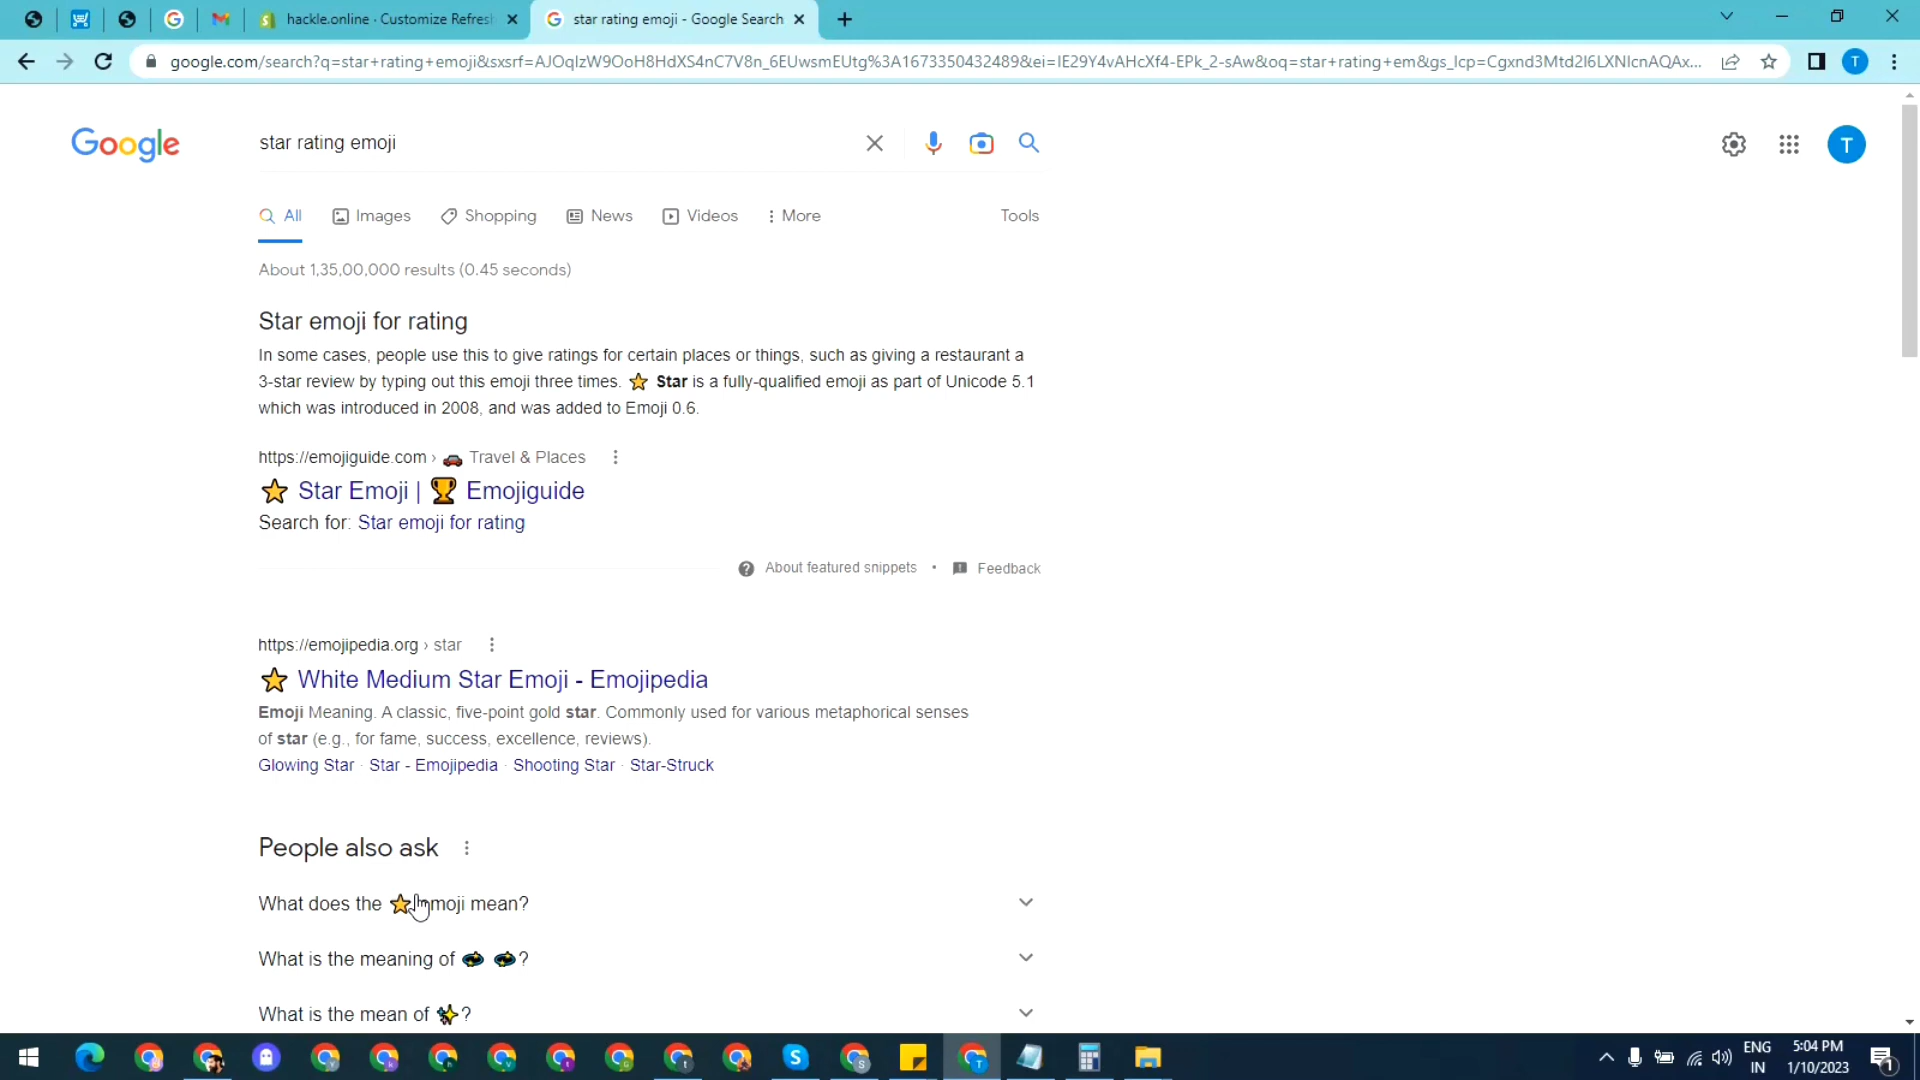 hackle.online · Customize Refresh
star rating emoji - Google Search
google.com/search?q=star+rating+emoji&sxsrf=AJOqIzW9OoH8HdXS4nC7V8n_6EUwsmEUtg%3A1673350432489&ei=IE29Y4vAHcXf4-EPk_2-sAw&oq=star+rating+em&gs_lcp=Cgxnd3Mtd2l6LXNlcnAQAx...
T
Google
star rating emoji
T
All
Images
Shopping
News
Videos
More
Tools
About 1,35,00,000 results (0.45 seconds)
Star emoji for rating
In some cases, people use this to give ratings for certain places or things, such as giving a restaurant a
3-star review by typing out this emoji three times. ⭐ Star is a fully-qualified emoji as part of Unicode 5.1
which was introduced in 2008, and was added to Emoji 0.6.
https://emojiguide.com › 🚗 Travel & Places
⭐ Star Emoji | 🏆 Emojiguide
Search for: Star emoji for rating
About featured snippets • Feedback
https://emojipedia.org › star
⭐ White Medium Star Emoji - Emojipedia
Emoji Meaning. A classic, five-point gold star. Commonly used for various metaphorical senses
of star (e.g., for fame, success, excellence, reviews).
Glowing Star · Star - Emojipedia · Shooting Star · Star-Struck
People also ask
What does the ⭐ emoji mean?
What is the meaning of 💫 💫?
What is the mean of ✨?
ENG
IN
5:04 PM
1/10/2023
1